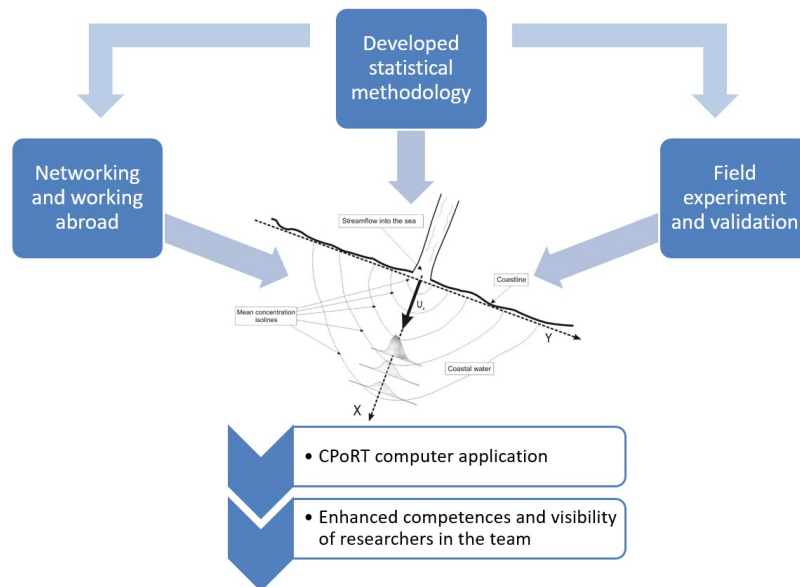 Developed
statistical
methodology
Networking
and working
abroad
Field
experiment
and validation
Streamflow into the sea
Coastline
Mean concentration
isolines
Uₓ
Y
Coastal water
X
• CPoRT computer application
• Enhanced competences and visibility
of researchers in the team